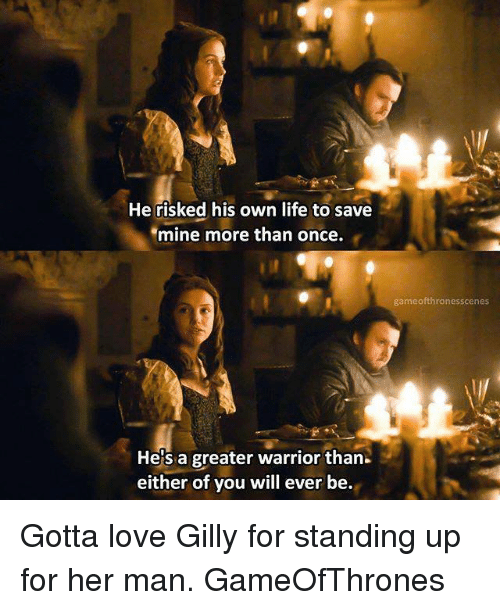 He risked his own life to save
mine more than once.
gameofthronesscenes
He's a greater warrior than
either of you will ever be.
Gotta love Gilly for standing up
for her man. GameOfThrones